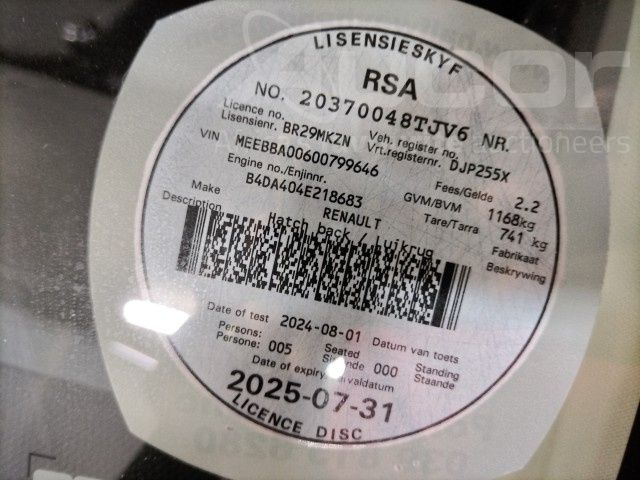 LISENSIESKYF
RSA
NO. 20370048TJV6 NR.
Licence no.
Lisensienr. BR29MKZN Veh. register no.
Vrt.registernr. DJP255X
VIN MEEBBA00600799646 Fees/Gelde 2.2
Engine no./Enjinnr. GVM/BVM 1168kg
B4DA404E218683 Tare/Tarra 741 kg
Make RENAULT Fabrikaat
Description Hatch back / Luikrug Beskrywing
Date of test 2024-08-01 Datum van toets
Persons: Seated Standing
Persone: 005 000 Staande
Date of expiry
2025-07-31
LICENCE DISC